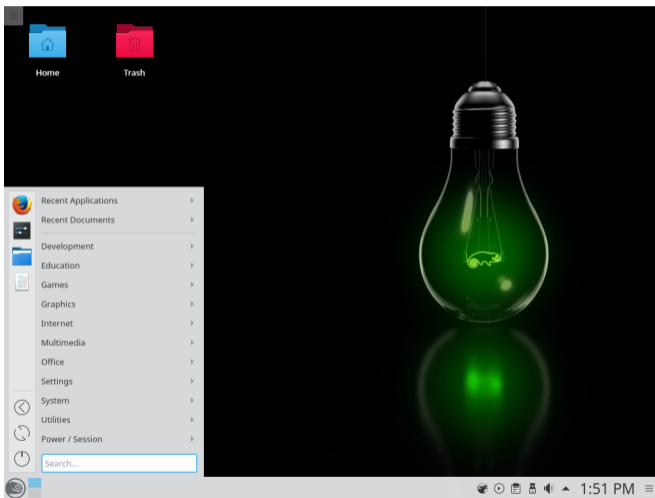 Home
Trash
Recent Applications
Recent Documents
Development
Education
Games
Graphics
Internet
Multimedia
Office
Settings
System
Utilities
Power / Session
Search...
1:51 PM